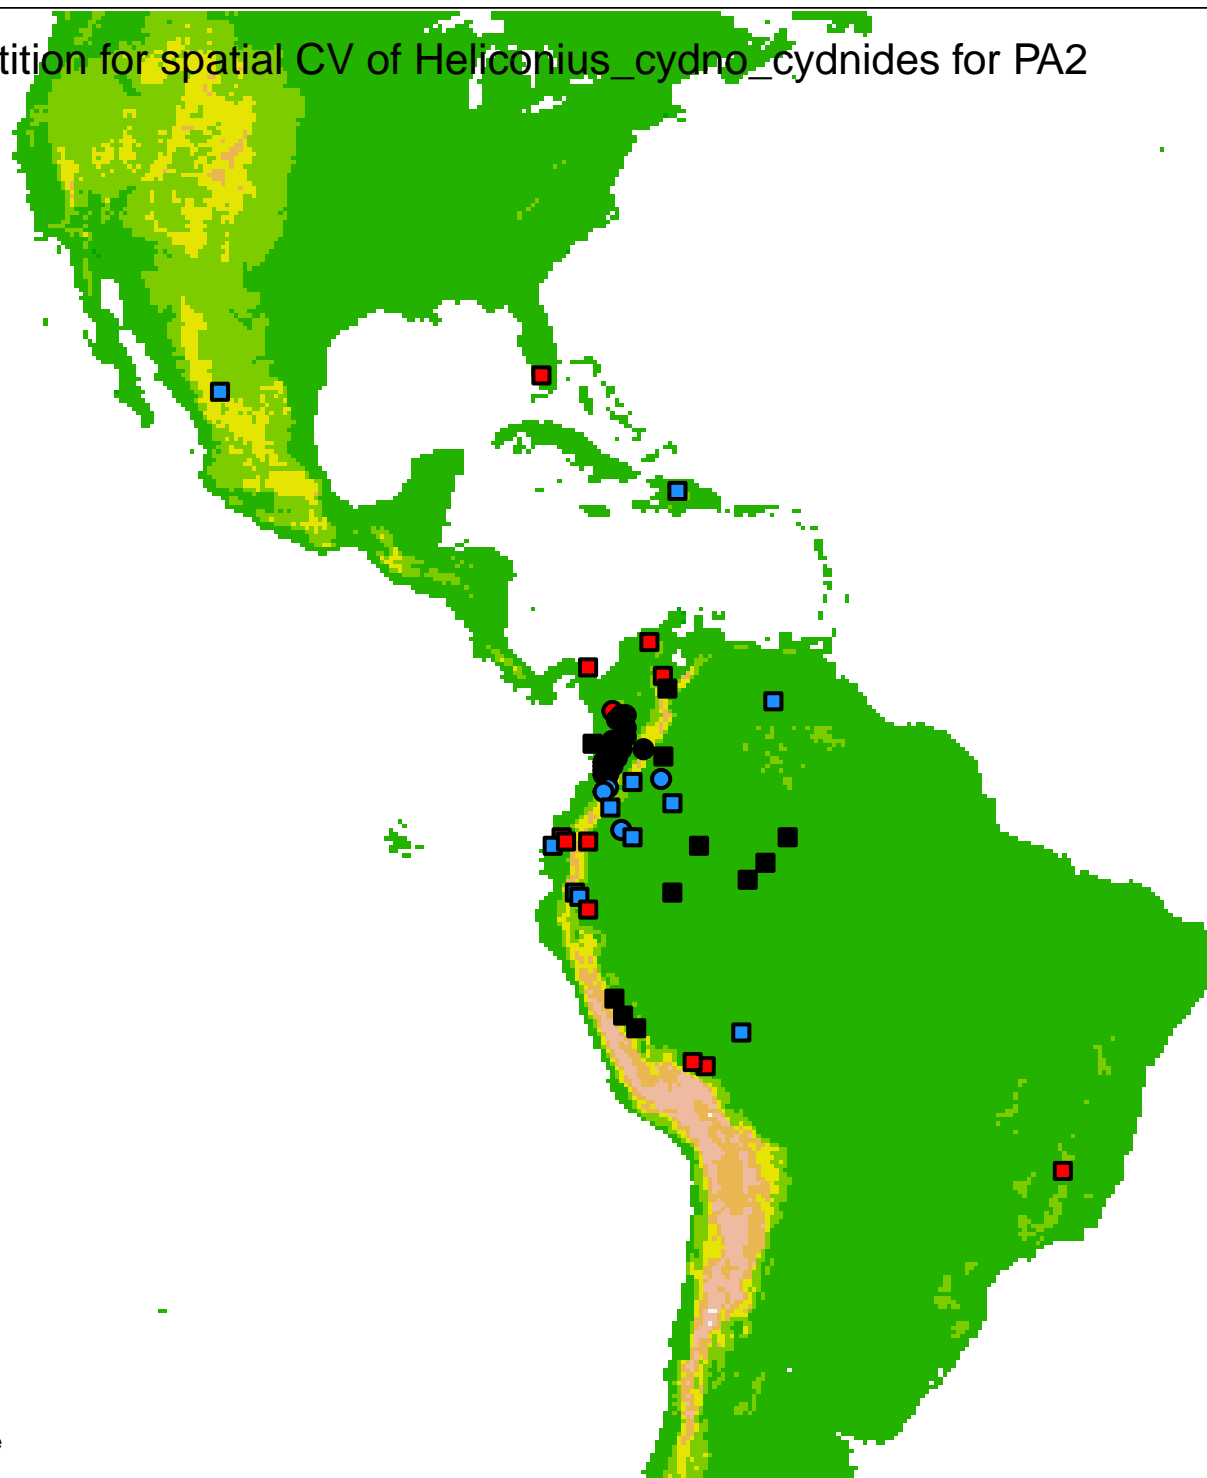 tition for spatial CV of Heliconius_cydno_cydnides for PA2